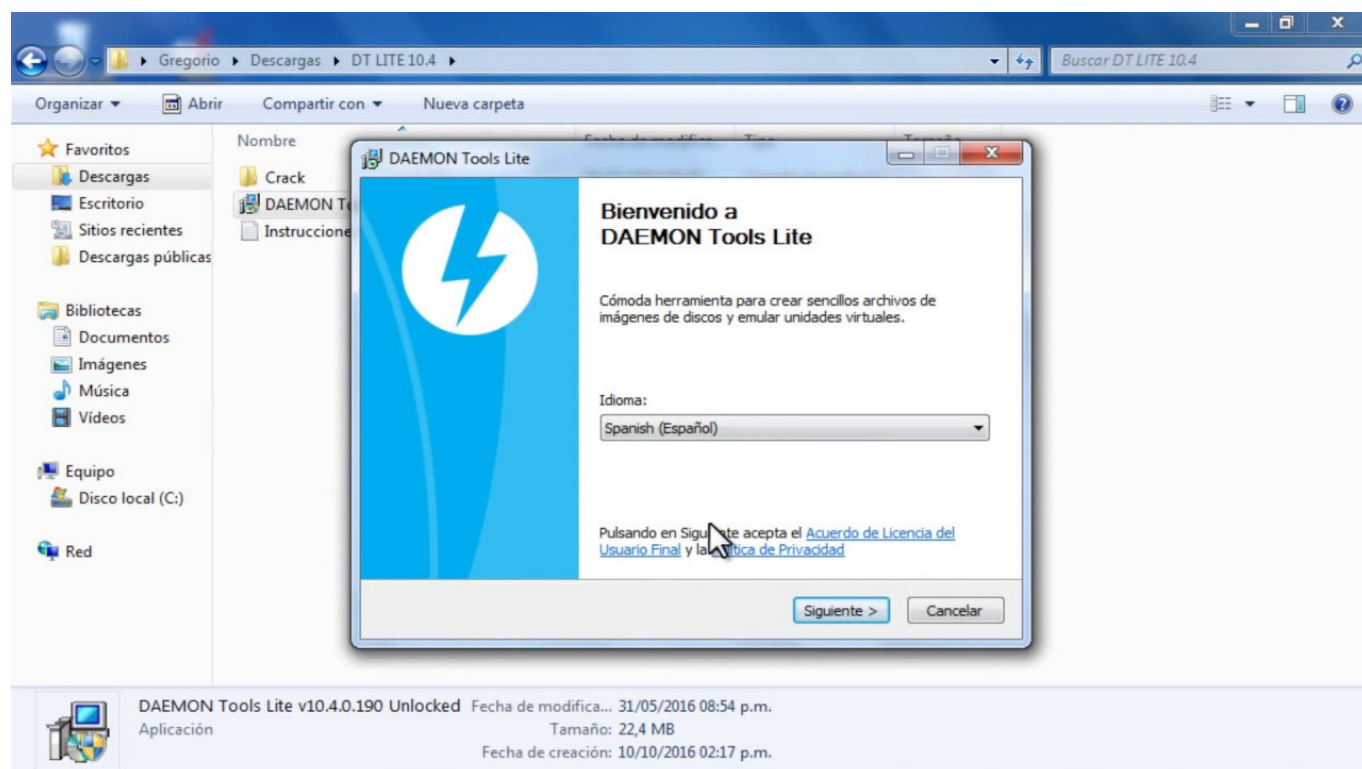 Gregorio ▸ Descargas ▸ DT LITE 10.4 ▸
Buscar DT LITE 10.4
Organizar
Abrir
Compartir con
Nueva carpeta
Favoritos
Descargas
Escritorio
Sitios recientes
Descargas públicas
Bibliotecas
Documentos
Imágenes
Música
Vídeos
Equipo
Disco local (C:)
Red
Nombre
Crack
DAEMON
Instruccione
DAEMON Tools Lite
Bienvenido a
DAEMON Tools Lite
Cómoda herramienta para crear sencillos archivos de
imágenes de discos y emular unidades virtuales.
Idioma:
Spanish (Español)
Pulsando en acepta el Acuerdo de Licencia del
Usuario Final y la de Privacidad
Siguiente >
Cancelar
DAEMON Tools Lite v10.4.0.190 Unlocked
Aplicación
Fecha de modifica... 31/05/2016 08:54 p.m.
Tamaño: 22,4 MB
Fecha de creación: 10/10/2016 02:17 p.m.